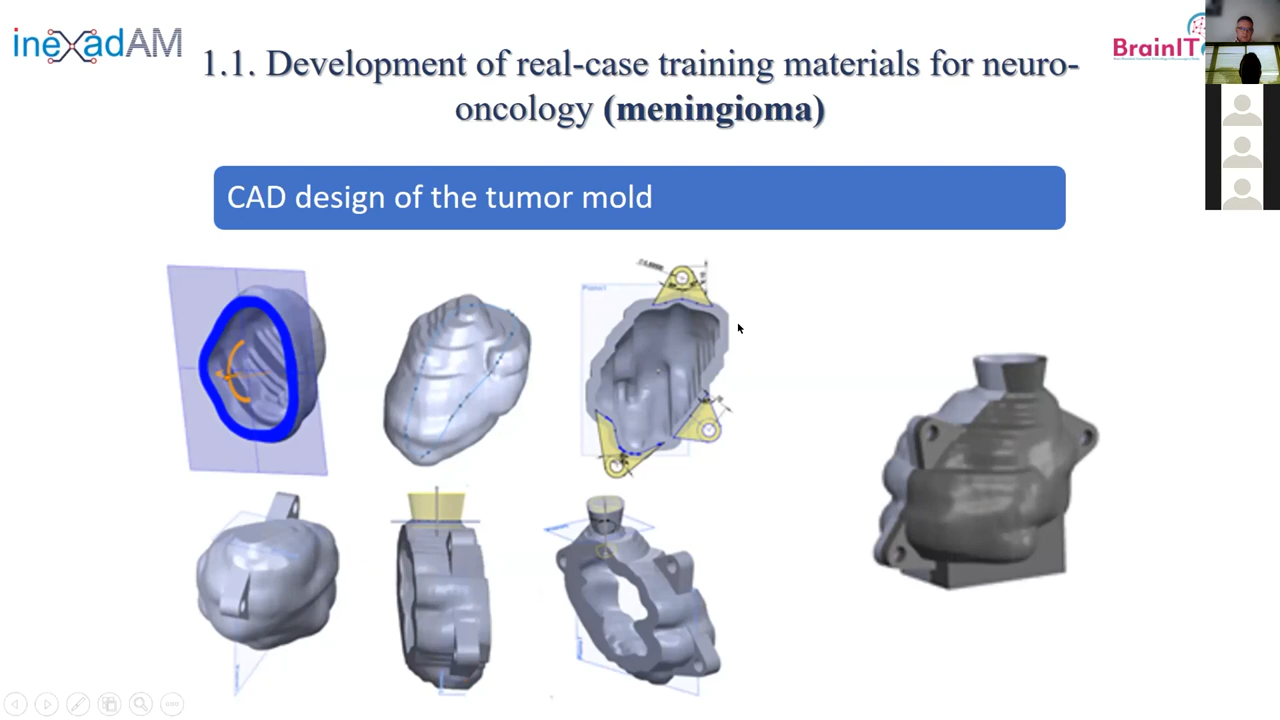 inexadAM
BrainIT
1.1. Development of real-case training materials for neuro-
oncology (meningioma)
CAD design of the tumor mold